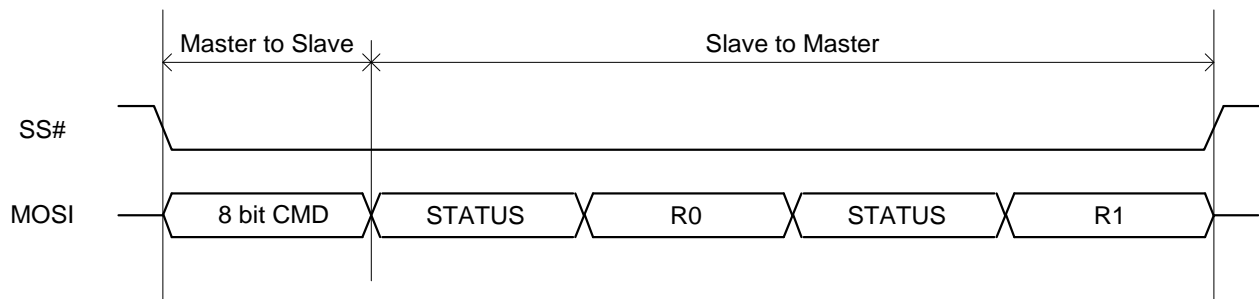 Master to Slave Slave to Master
SS#
MOSI 8 bit CMD STATUS R0 STATUS R1